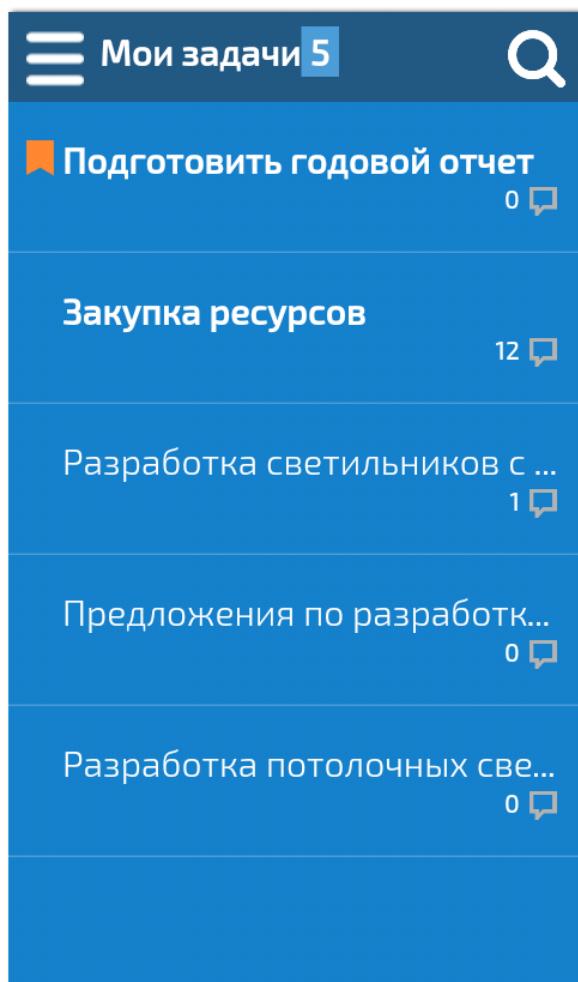 Мои задачи 5
Подготовить годовой отчет
0
Закупка ресурсов
12
Разработка светильников с ...
1
Предложения по разработк...
0
Разработка потолочных све...
0